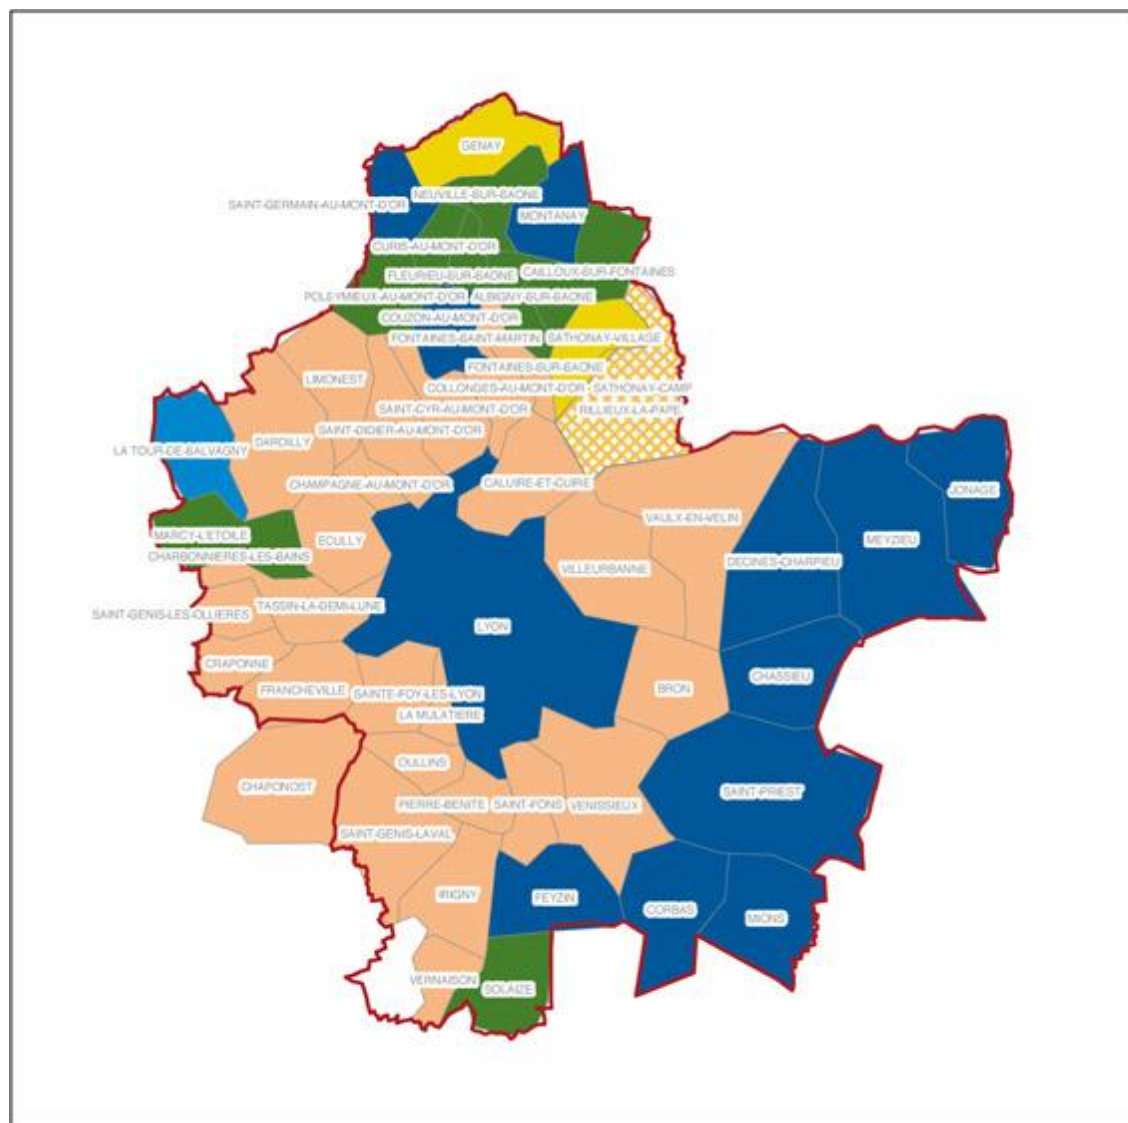 GENAY
NEUVILLE-SUR-SAONE
SAINT-GERMAIN-AU-MONT-D'OR
MONTANAY
CURIS-AU-MONT-D'OR
FLEURIEU-SUR-SAONE
CAILLOUX-SUR-FONTAINES
POLEYMIEUX-AU-MONT-D'OR
ALBIGNY-SUR-SAONE
COUZON-AU-MONT-D'OR
FONTAINES-SAINT-MARTIN
SATHONAY-VILLAGE
FONTAINES-SUR-SAONE
LIMONEST
COLLONGES-AU-MONT-D'OR
SATHONAY-CAMP
SAINT-CYR-AU-MONT-D'OR
RILLIEUX-LA-PAPE
SAINT-DIDIER-AU-MONT-D'OR
DARDILLY
LA TOUR-DE-SALVAGNY
CHAMPAGNE-AU-MONT-D'OR
CALUIRE-ET-CUIRE
JONAGE
VAULX-EN-VELIN
MARCY-L'ETOILE
ECULLY
MEYZIEU
CHARBONNIERES-LES-BAINS
DECINES-CHARPIEU
VILLEURBANNE
SAINT-GENIS-LES-OLLIERES
TASSIN-LA-DEMI-LUNE
LYON
CRAPONNE
CHASSIEU
FRANCHEVILLE
SAINTE-FOY-LES-LYON
BRON
LA MULATIERE
OULLINS
CHAPONOST
SAINT-PRIEST
PIERRE-BENITE
SAINT-FONS
VENISSIEUX
SAINT-GENIS-LAVAL
IRIGNY
FEYZIN
CORBAS
MIONS
VERNAISON
SOLAIZE